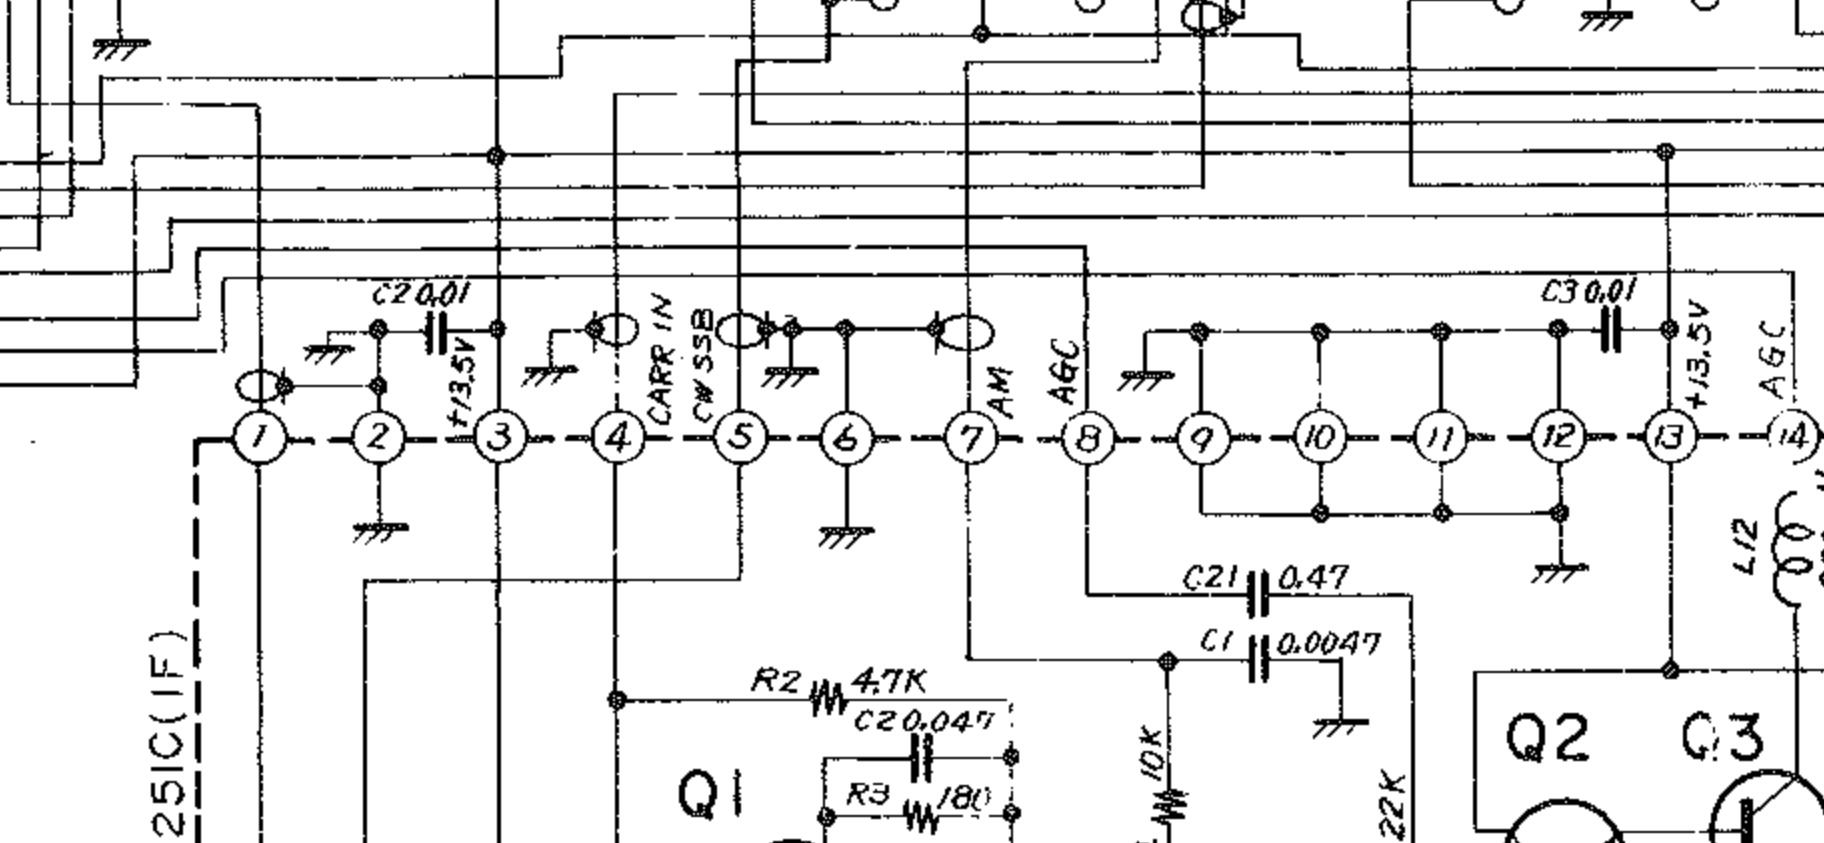 C2 0.01
+13.5V
CARR IN
CW SSB
AM
AGC
C3 0.01
+13.5V
AGC
1 2 3 4 5 6 7 8 9 10 11 12 13 14
C21 0.47
C1 0.0047
L12
R2 4.7K
C2 0.047
R3 180
10K
22K
Q1
Q2
Q3
251C(IF)